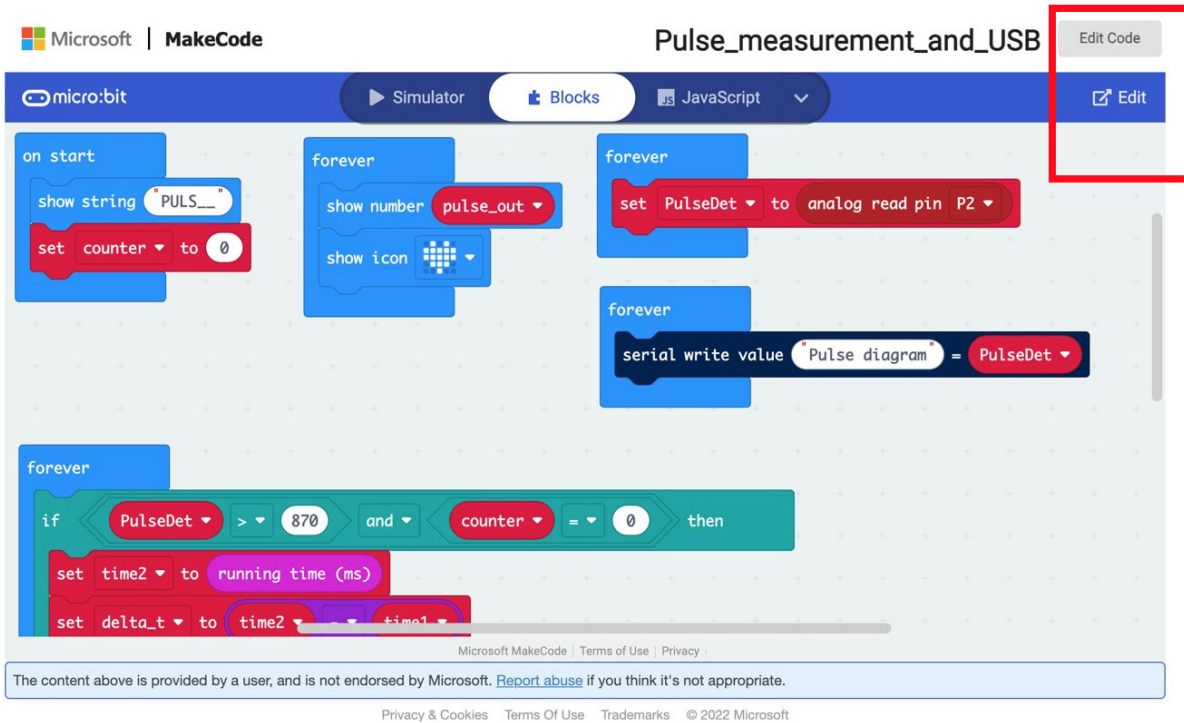 Microsoft | MakeCode
Pulse_measurement_and_USB
Edit Code
micro:bit
Simulator
Blocks
JS JavaScript
Edit
on start
show string "PULS__"
set counter to 0
forever
show number pulse_out
show icon
forever
set PulseDet to analog read pin P2
forever
serial write value "Pulse diagram" = PulseDet
forever
if PulseDet > 870 and counter = 0 then
set time2 to running time (ms)
set delta_t to time2 - time1
Microsoft MakeCode | Terms of Use | Privacy
The content above is provided by a user, and is not endorsed by Microsoft. Report abuse if you think it's not appropriate.
Privacy & Cookies Terms Of Use Trademarks © 2022 Microsoft